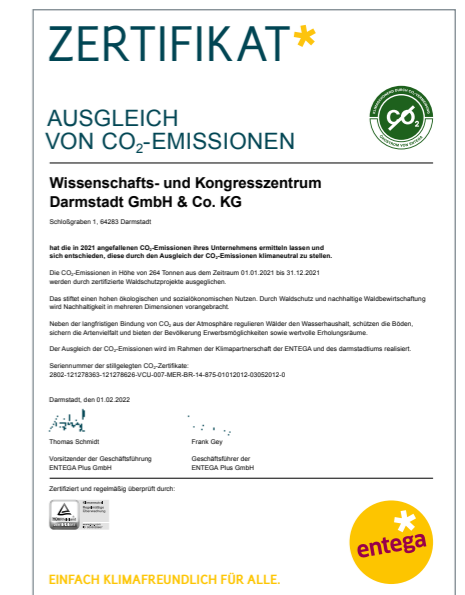 ZERTIFIKAT*
AUSGLEICH
VON CO₂-EMISSIONEN
CO₂
Wissenschafts- und Kongresszentrum
Darmstadt GmbH & Co. KG
Schloßgraben 1, 64283 Darmstadt
hat die in 2021 angefallenen CO₂-Emissionen ihres Unternehmens ermitteln lassen und
sich entschieden, diese durch den Ausgleich der CO₂-Emissionen klimaneutral zu stellen.
Die CO₂-Emissionen in Höhe von 264 Tonnen aus dem Zeitraum 01.01.2021 bis 31.12.2021
werden durch zertifizierte Waldschutzprojekte ausgeglichen.
Das stiftet einen hohen ökologischen und sozialökonomischen Nutzen. Durch Waldschutz und nachhaltige Waldbewirtschaftung
wird Nachhaltigkeit in mehreren Dimensionen vorangebracht.
Neben der langfristigen Bindung von CO₂ aus der Atmosphäre regulieren Wälder den Wasserhaushalt, schützen die Böden,
sichern die Artenvielfalt und bieten der Bevölkerung Erwerbsmöglichkeiten sowie wertvolle Erholungsräume.
Der Ausgleich der CO₂-Emissionen wird im Rahmen der Klimapartnerschaft der ENTEGA und des darmstadtiums realisiert.
Seriennummer der stillgelegten CO₂-Zertifikate:
2802-121278363-121278626-VCU-007-MER-BR-14-875-01012012-03052012-0
Darmstadt, den 01.02.2022
Thomas Schmidt
Frank Gey
Vorsitzender der Geschäftsführung
ENTEGA Plus GmbH
Geschäftsführer der
ENTEGA Plus GmbH
Zertifiziert und regelmäßig überprüft durch:
entega
EINFACH KLIMAFREUNDLICH FÜR ALLE.